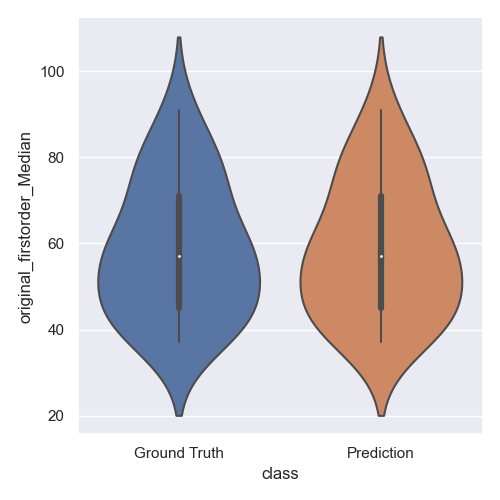 original_firstorder_Median
100
80
60
40
20
Ground Truth
Prediction
class